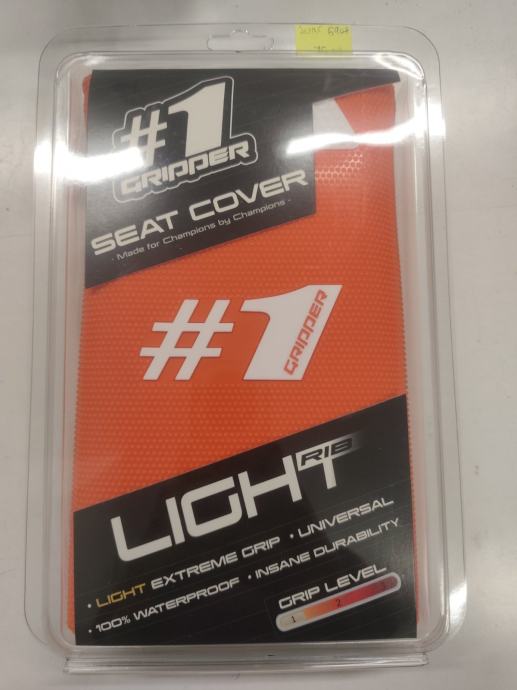 #1
GRIPPER
SEAT COVER
- Made for Champions by Champions -
#1
GRIPPER
LIGHT RIB
· LIGHT EXTREME GRIP · UNIVERSAL
· 100% WATERPROOF · INSANE DURABILITY
GRIP LEVEL
1 2 3